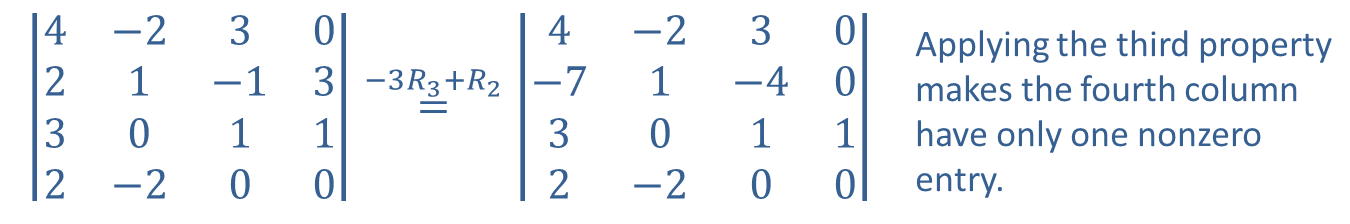 |4 −2 3 0| |4 −2 3 0| Applying the third property
|2 1 −1 3| −3R₃+R₂ = |−7 1 −4 0| makes the fourth column
|3 0 1 1| |3 0 1 1| have only one nonzero
|2 −2 0 0| |2 −2 0 0| entry.